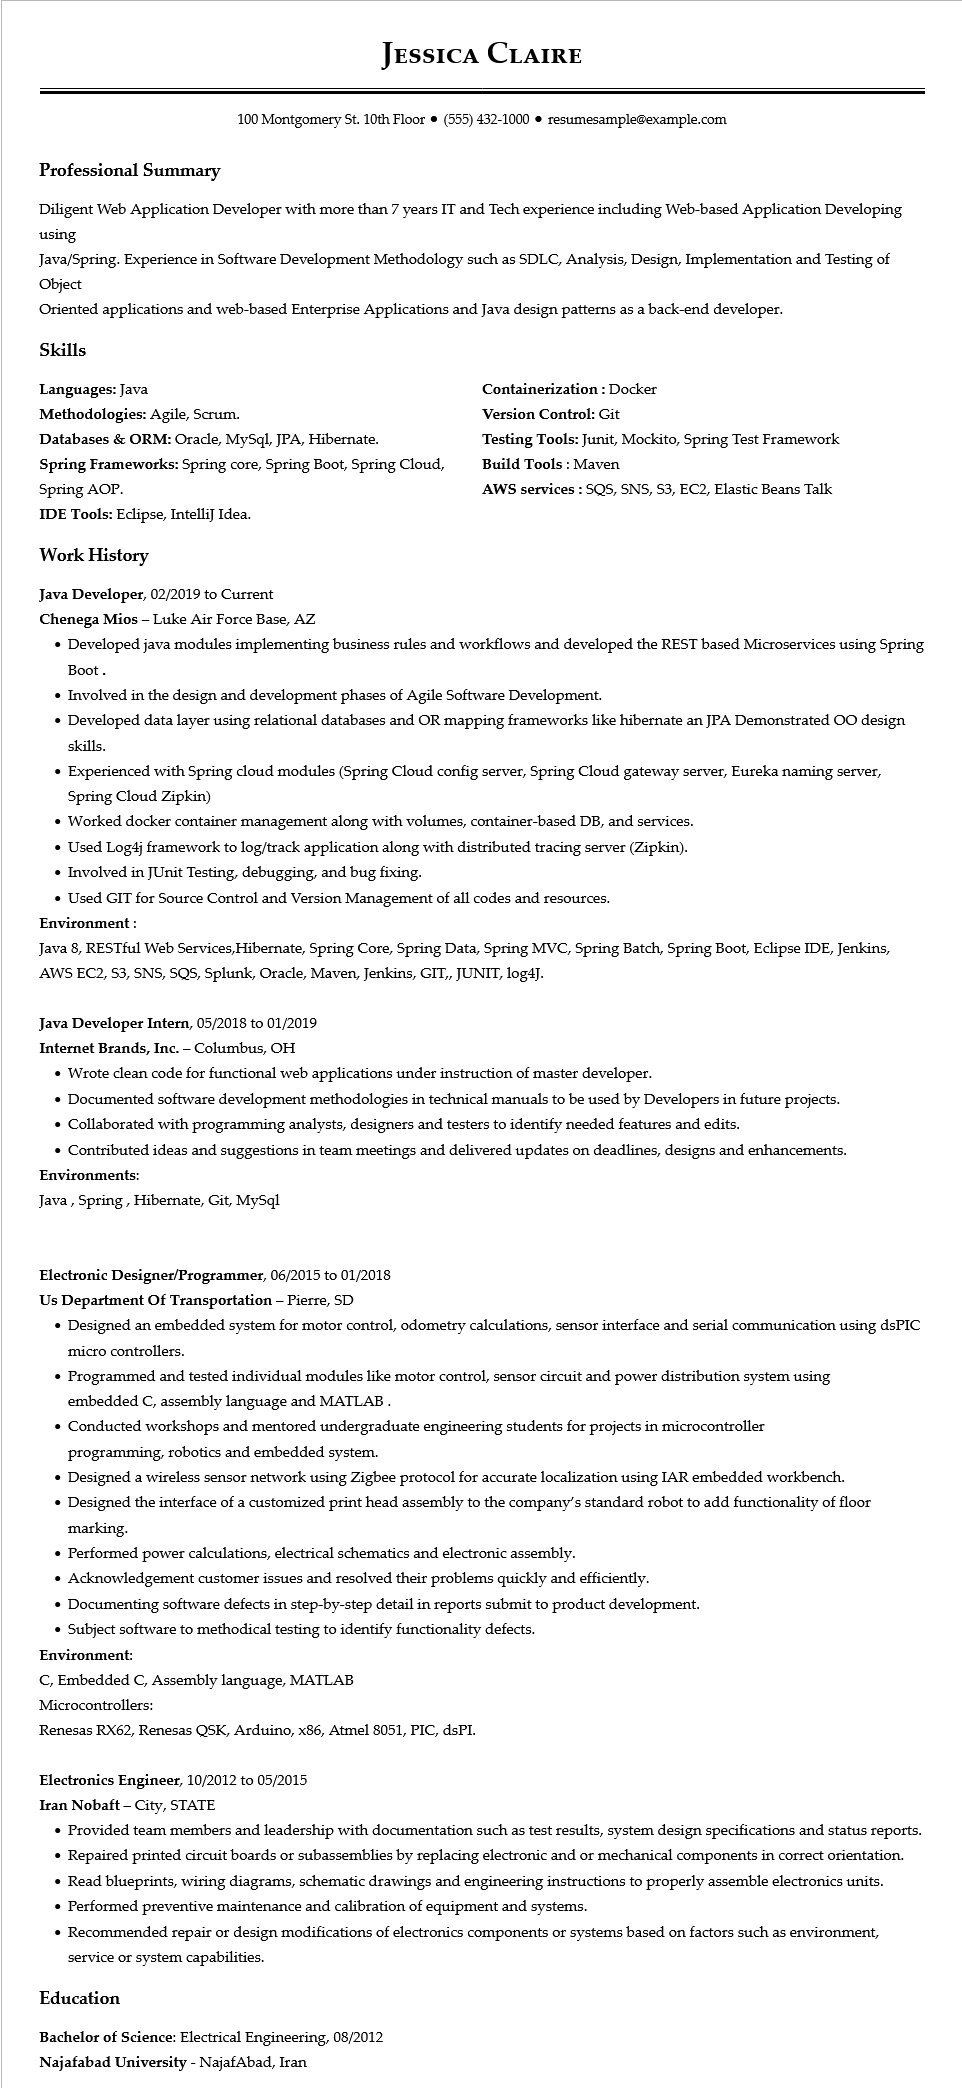 Jessica Claire
100 Montgomery St. 10th Floor ● (555) 432-1000 ● resumesample@example.com
Professional Summary
Diligent Web Application Developer with more than 7 years IT and Tech experience including Web-based Application Developing
using
Java/Spring. Experience in Software Development Methodology such as SDLC, Analysis, Design, Implementation and Testing of
Object
Oriented applications and web-based Enterprise Applications and Java design patterns as a back-end developer.
Skills
Languages: Java
Methodologies: Agile, Scrum.
Databases & ORM: Oracle, MySql, JPA, Hibernate.
Spring Frameworks: Spring core, Spring Boot, Spring Cloud,
Spring AOP.
IDE Tools: Eclipse, IntelliJ Idea.
Containerization : Docker
Version Control: Git
Testing Tools: Junit, Mockito, Spring Test Framework
Build Tools : Maven
AWS services : SQS, SNS, S3, EC2, Elastic Beans Talk
Work History
Java Developer, 02/2019 to Current
Chenega Mios – Luke Air Force Base, AZ
• Developed java modules implementing business rules and workflows and developed the REST based Microservices using Spring
Boot .
• Involved in the design and development phases of Agile Software Development.
• Developed data layer using relational databases and OR mapping frameworks like hibernate an JPA Demonstrated OO design
skills.
• Experienced with Spring cloud modules (Spring Cloud config server, Spring Cloud gateway server, Eureka naming server,
Spring Cloud Zipkin)
• Worked docker container management along with volumes, container-based DB, and services.
• Used Log4j framework to log/track application along with distributed tracing server (Zipkin).
• Involved in JUnit Testing, debugging, and bug fixing.
• Used GIT for Source Control and Version Management of all codes and resources.
Environment :
Java 8, RESTful Web Services,Hibernate, Spring Core, Spring Data, Spring MVC, Spring Batch, Spring Boot, Eclipse IDE, Jenkins,
AWS EC2, S3, SNS, SQS, Splunk, Oracle, Maven, Jenkins, GIT,, JUNIT, log4J.
Java Developer Intern, 05/2018 to 01/2019
Internet Brands, Inc. – Columbus, OH
• Wrote clean code for functional web applications under instruction of master developer.
• Documented software development methodologies in technical manuals to be used by Developers in future projects.
• Collaborated with programming analysts, designers and testers to identify needed features and edits.
• Contributed ideas and suggestions in team meetings and delivered updates on deadlines, designs and enhancements.
Environments:
Java , Spring , Hibernate, Git, MySql
Electronic Designer/Programmer, 06/2015 to 01/2018
Us Department Of Transportation – Pierre, SD
• Designed an embedded system for motor control, odometry calculations, sensor interface and serial communication using dsPIC
micro controllers.
• Programmed and tested individual modules like motor control, sensor circuit and power distribution system using
embedded C, assembly language and MATLAB .
• Conducted workshops and mentored undergraduate engineering students for projects in microcontroller
programming, robotics and embedded system.
• Designed a wireless sensor network using Zigbee protocol for accurate localization using IAR embedded workbench.
• Designed the interface of a customized print head assembly to the company’s standard robot to add functionality of floor
marking.
• Performed power calculations, electrical schematics and electronic assembly.
• Acknowledgement customer issues and resolved their problems quickly and efficiently.
• Documenting software defects in step-by-step detail in reports submit to product development.
• Subject software to methodical testing to identify functionality defects.
Environment:
C, Embedded C, Assembly language, MATLAB
Microcontrollers:
Renesas RX62, Renesas QSK, Arduino, x86, Atmel 8051, PIC, dsPI.
Electronics Engineer, 10/2012 to 05/2015
Iran Nobaft – City, STATE
• Provided team members and leadership with documentation such as test results, system design specifications and status reports.
• Repaired printed circuit boards or subassemblies by replacing electronic and or mechanical components in correct orientation.
• Read blueprints, wiring diagrams, schematic drawings and engineering instructions to properly assemble electronics units.
• Performed preventive maintenance and calibration of equipment and systems.
• Recommended repair or design modifications of electronics components or systems based on factors such as environment,
service or system capabilities.
Education
Bachelor of Science: Electrical Engineering, 08/2012
Najafabad University - NajafAbad, Iran